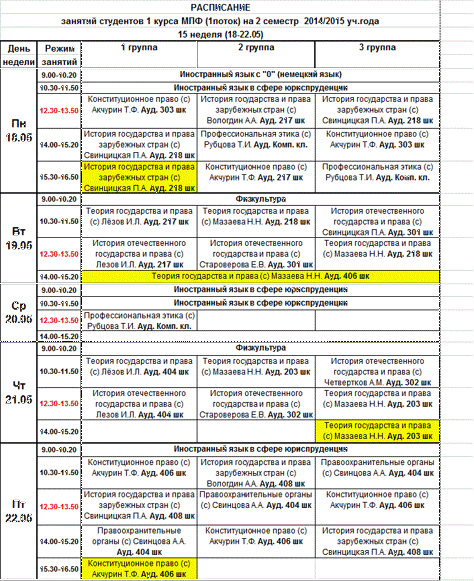 РАСПИСАНИЕ
занятий студентов 1 курса МПФ (1поток) на 2 семестр 2014/2015 уч.года
15 неделя (18-22.05)
День недели Режим занятий 1 группа 2 группа 3 группа
Пн 18.05
9.00-10.20 Иностранный язык с "0" (немецкий язык)
10.30-11.50 Иностранный язык в сфере юриспруденции
12.30-13.50
Конституционное право (с)
Акчурин Т.Ф. Ауд. 303 шк
История государства и права
зарубежных стран (с)
Вологдин А.А. Ауд. 217 шк
История государства и права
зарубежных стран (с)
Свинцицкая П.А. Ауд. 218 шк
14.00-15.20
История государства и права
зарубежных стран (с)
Свинцицкая П.А. Ауд. 218 шк
Профессиональная этика (с)
Рубцова Т.И. Ауд. Комп. кл.
Конституционное право (с)
Акчурин Т.Ф. Ауд. 303 шк
15.30-16.50
История государства и права
зарубежных стран (с)
Свинцицкая П.А. Ауд. 218 шк
Конституционное право (с)
Акчурин Т.Ф. Ауд. 217 шк
Профессиональная этика (с)
Рубцова Т.И. Ауд. Комп. кл.
Вт 19.05
9.00-10.20 Физкультура
10.30-11.50
Теория государства и права
(с) Лёзов И.Л. Ауд. 217 шк
Теория государства и права
(с) Мазаева Н.Н. Ауд. 218 шк
История отечественного
государства и права (с)
Свинцицкая П.А. Ауд. 301 шк
12.30-13.50
История отечественного
государства и права (с)
Лезов И.Л. Ауд. 217 шк
История отечественного
государства и права (с)
Староверова Е.В. Ауд. 301 шк
Теория государства и права
(с) Мазаева Н.Н. Ауд. 218 шк
14.00-15.20 Теория государства и права (с) Мазаева Н.Н. Ауд. 406 шк
Ср 20.05
9.00-10.20 Иностранный язык в сфере юриспруденции
10.30-11.50 Иностранный язык в сфере юриспруденции
12.30-13.50
Профессиональная этика (с)
Рубцова Т.И. Ауд. Комп. кл.
14.00-15.20
Чт 21.05
9.00-10.20 Физкультура
10.30-11.50
Теория государства и права
(с) Лёзов И.Л. Ауд. 404 шк
Теория государства и права
(с) Мазаева Н.Н. Ауд. 203 шк
История отечественного
государства и права (с)
Четвертков А.М. Ауд. 302 шк
12.30-13.50
История отечественного
государства и права (с)
Лезов И.Л. Ауд. 404 шк
История отечественного
государства и права (с)
Староверова Е.В. Ауд. 302 шк
Теория государства и права
(с) Мазаева Н.Н. Ауд. 203 шк
14.00-15.20
Теория государства и права
(с) Мазаева Н.Н. Ауд. 203 шк
Пт 22.05
9.00-10.20 Иностранный язык в сфере юриспруденции
10.30-11.50
Конституционное право (с)
Акчурин Т.Ф. Ауд. 406 шк
История государства и права
зарубежных стран (с)
Вологдин А.А. Ауд. 408 шк
Правоохранительные органы
(с) Свинцова А.А. Ауд. 404 шк
12.30-13.50
История государства и права
зарубежных стран (с)
Свинцицкая П.А. Ауд. 408 шк
Правоохранительные органы
(с) Свинцова А.А. Ауд. 404 шк
Конституционное право (с)
Акчурин Т.Ф. Ауд. 406 шк
14.00-15.20
Правоохранительные
органы (с) Свинцова А.А.
Ауд. 404 шк
Конституционное право (с)
Акчурин Т.Ф. Ауд. 406 шк
История государства и права
зарубежных стран (с)
Свинцицкая П.А. Ауд. 408 шк
15.30-16.50
Конституционное право (с)
Акчурин Т.Ф. Ауд. 406 шк